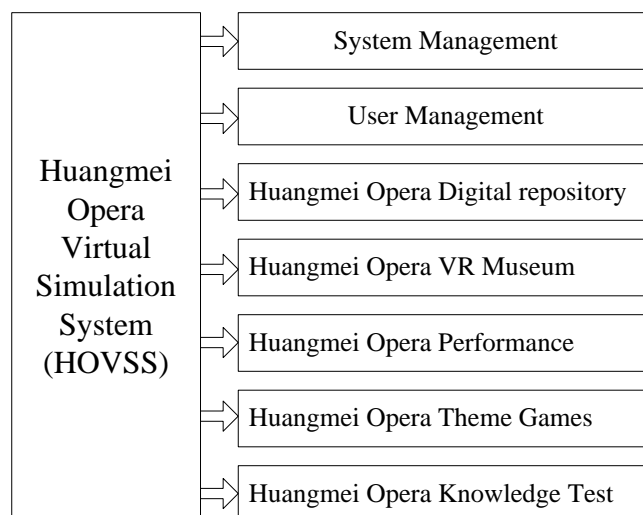 Huangmei
Opera
Virtual
Simulation
System
(HOVSS)
System Management
User Management
Huangmei Opera Digital repository
Huangmei Opera VR Museum
Huangmei Opera Performance
Huangmei Opera Theme Games
Huangmei Opera Knowledge Test